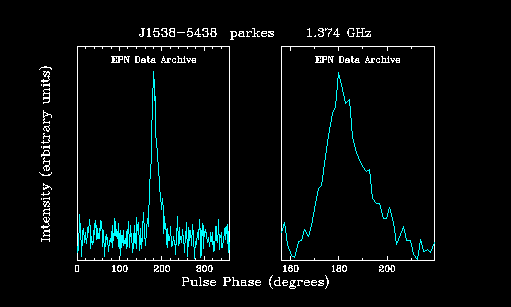 J1538-5438 parkes 1.374 GHz
EPN Data Archive EPN Data Archive
Intensity (arbitrary units)
0 100 200 300 160 180 200
Pulse Phase (degrees)